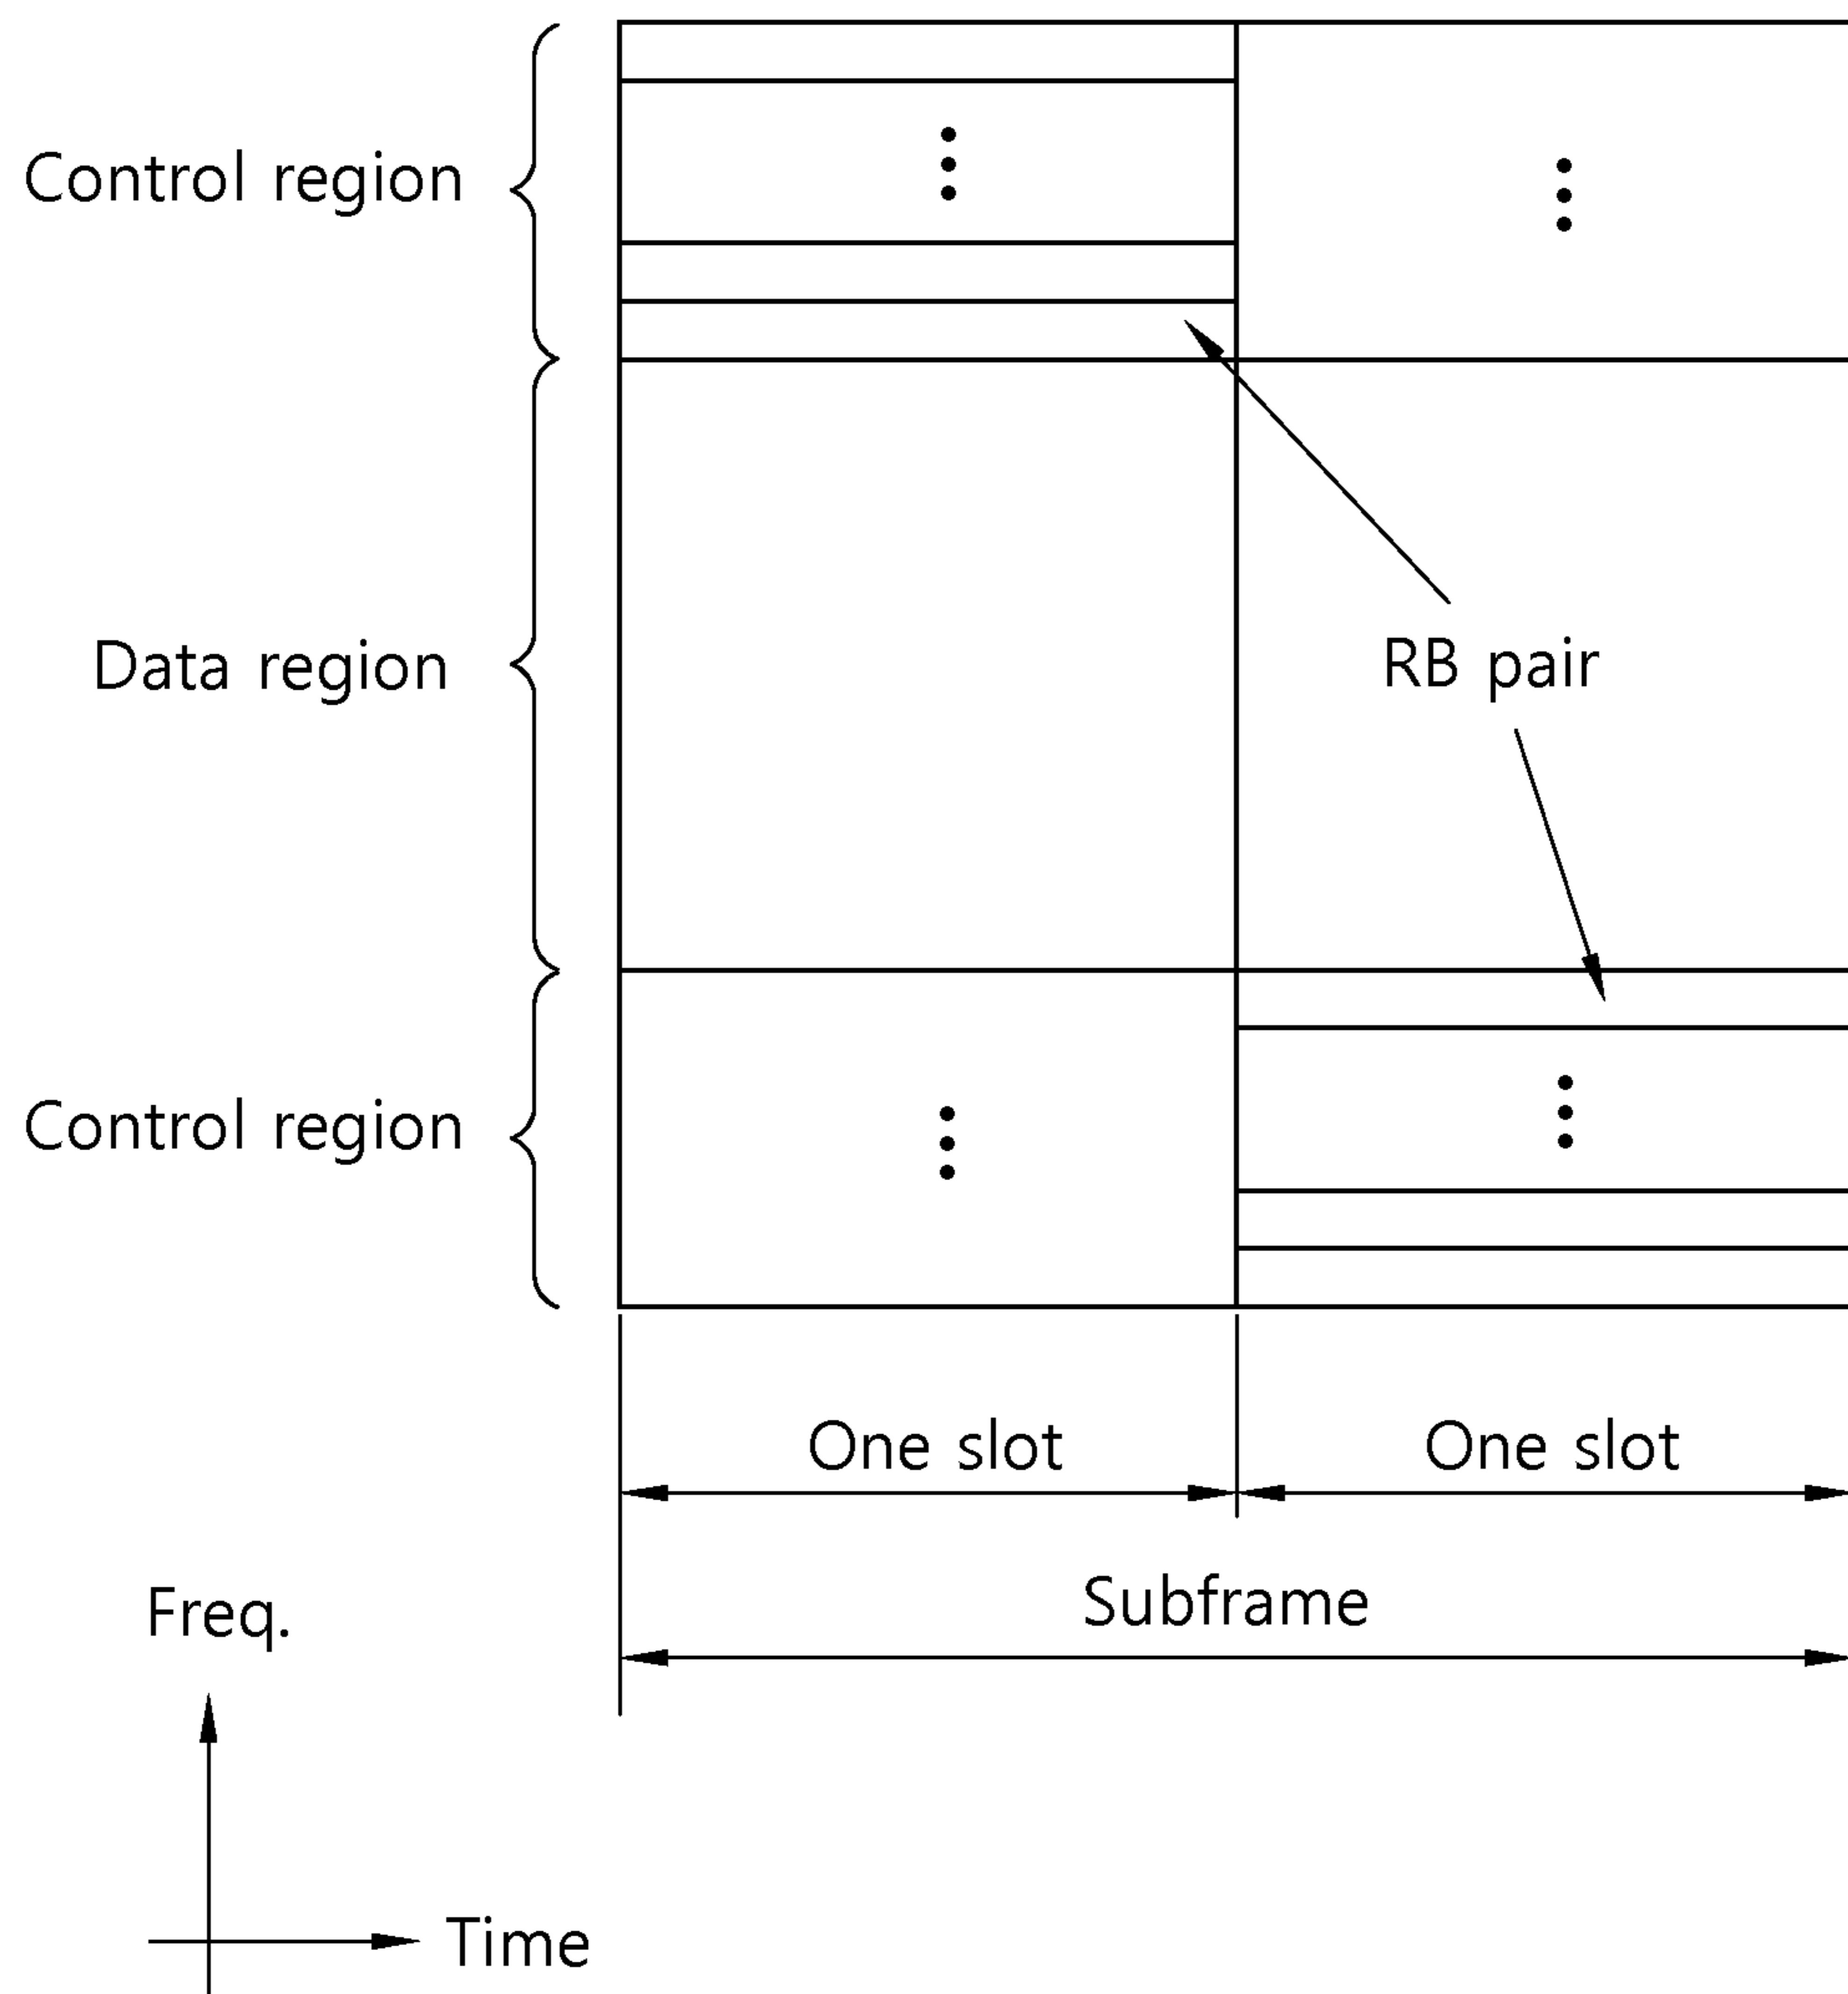 Control region
Data region
RB pair
Control region
One slot
One slot
Subframe
Freq.
Time